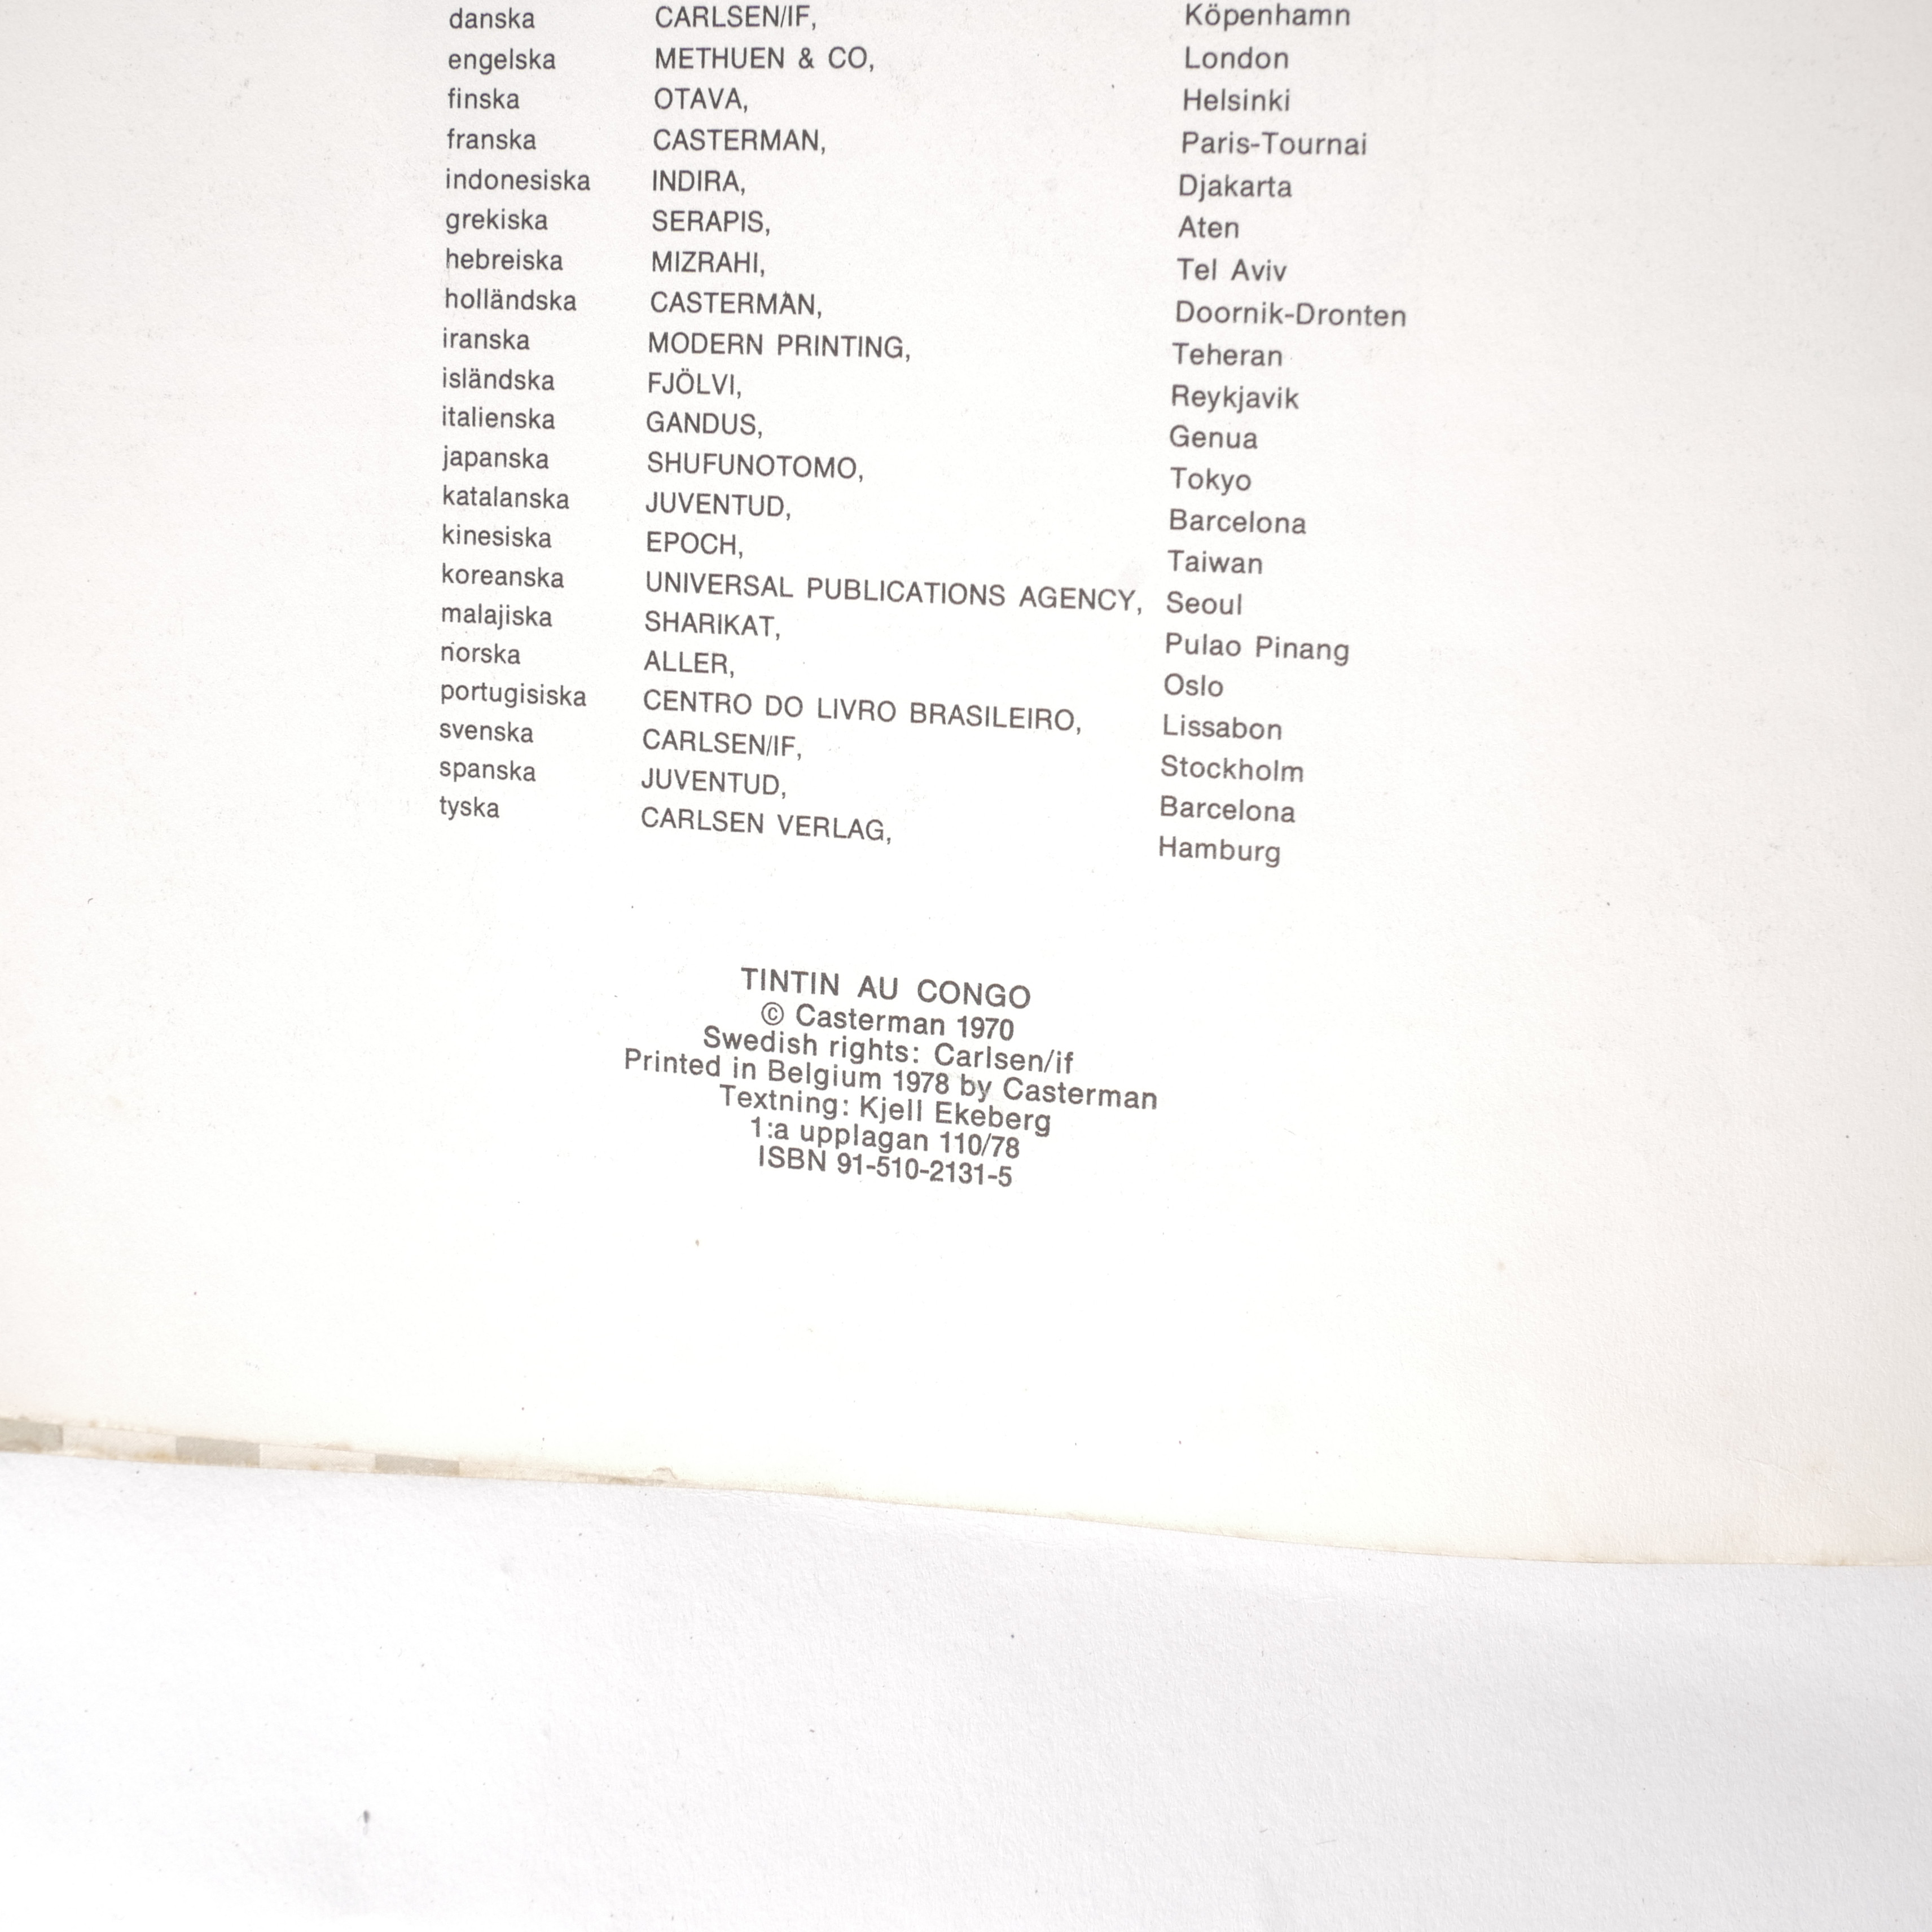 danska CARLSEN/IF, Köpenhamn
engelska METHUEN & CO, London
finska OTAVA, Helsinki
franska CASTERMAN, Paris-Tournai
indonesiska INDIRA, Djakarta
grekiska SERAPIS, Aten
hebreiska MIZRAHI, Tel Aviv
holländska CASTERMAN, Doornik-Dronten
iranska MODERN PRINTING, Teheran
isländska FJÖLVI, Reykjavik
italienska GANDUS, Genua
japanska SHUFUNOTOMO, Tokyo
katalanska JUVENTUD, Barcelona
kinesiska EPOCH, Taiwan
koreanska UNIVERSAL PUBLICATIONS AGENCY, Seoul
malajiska SHARIKAT, Pulao Pinang
norska ALLER, Oslo
portugisiska CENTRO DO LIVRO BRASILEIRO, Lissabon
svenska CARLSEN/IF, Stockholm
spanska JUVENTUD, Barcelona
tyska CARLSEN VERLAG, Hamburg
TINTIN AU CONGO
© Casterman 1970
Swedish rights: Carlsen/if
Printed in Belgium 1978 by Casterman
Textning: Kjell Ekeberg
1:a upplagan 110/78
ISBN 91-510-2131-5